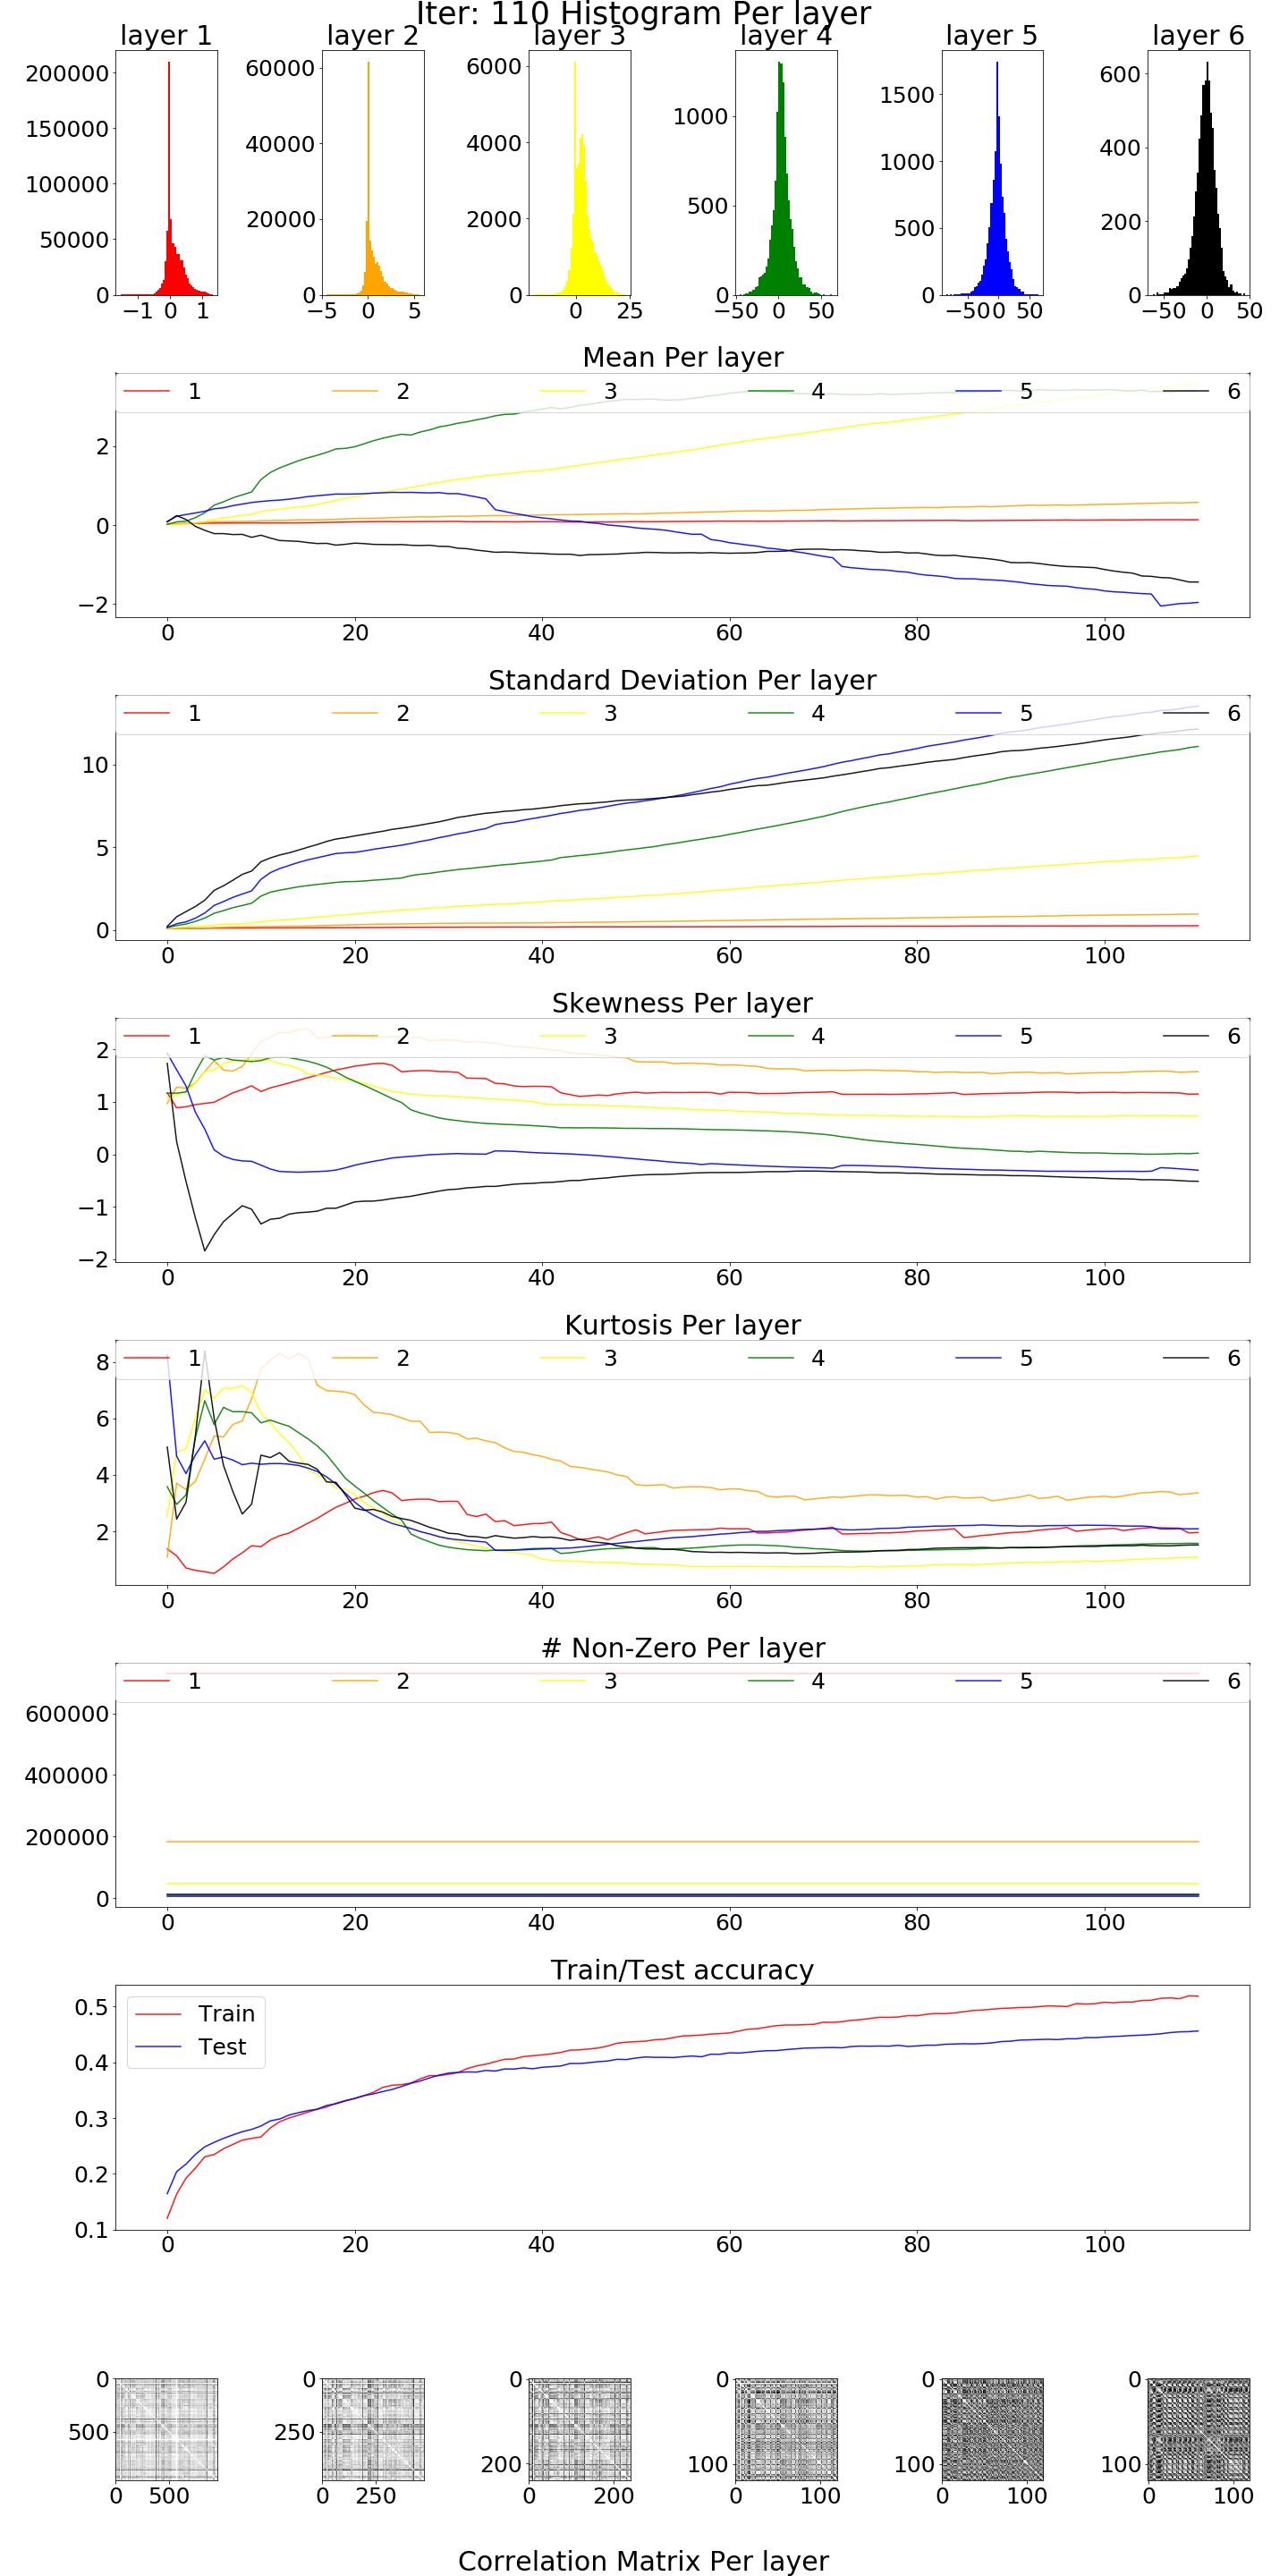 Iter: 110 Histogram Per layer
layer 1 layer 2 layer 3 layer 4 layer 5 layer 6
200000 150000 100000 50000 0
−1 0 1
60000 40000 20000 0
−5 0 5
6000 4000 2000 0
0 25
1000 500 0
−50 0 50
1500 1000 500 0
−50 0 50
600 400 200 0
−50 0 50
Mean Per layer
1 2 3 4 5 6
2
0
−2
0 20 40 60 80 100
Standard Deviation Per layer
1 2 3 4 5 6
10
5
0
0 20 40 60 80 100
Skewness Per layer
1 2 3 4 5 6
2
1
0
−1
−2
0 20 40 60 80 100
Kurtosis Per layer
1 2 3 4 5 6
8
6
4
2
0 20 40 60 80 100
# Non-Zero Per layer
1 2 3 4 5 6
600000
400000
200000
0
0 20 40 60 80 100
Train/Test accuracy
Train
Test
0.5
0.4
0.3
0.2
0.1
0 20 40 60 80 100
0 500
0 500
0 250
0 250
0 200
0 200
0 100
0 100
0 100
0 100
0 100
0 100
Correlation Matrix Per layer